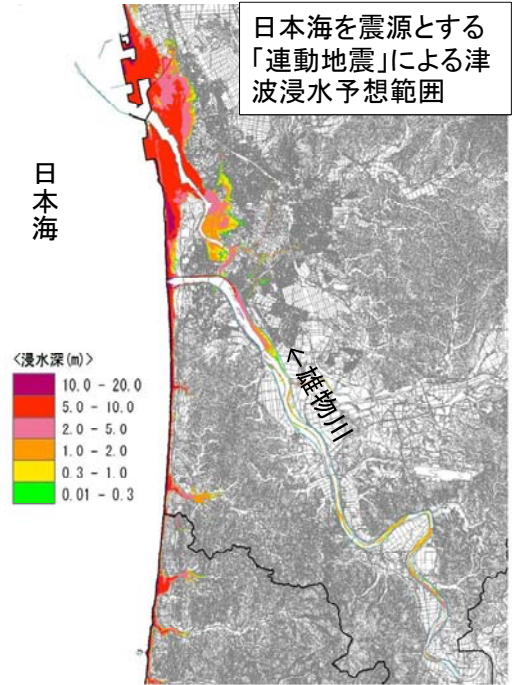 日本海を震源とする
「連動地震」による津
波浸水予想範囲
日本海
<浸水深(m)>
10.0 - 20.0
5.0 - 10.0
2.0 - 5.0
1.0 - 2.0
0.3 - 1.0
0.01 - 0.3
←雄物川